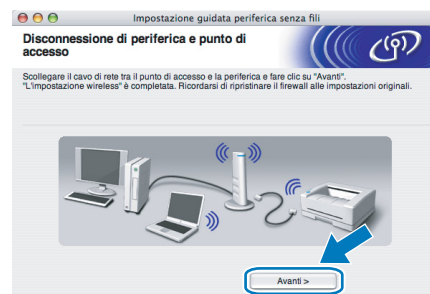 Impostazione guidata periferica senza fili
Disconnessione di periferica e punto di
accesso
Scollegare il cavo di rete tra il punto di accesso e la periferica e fare clic su "Avanti".
"L'impostazione wireless" è completata. Ricordarsi di ripristinare il firewall alle impostazioni originali.
Avanti >